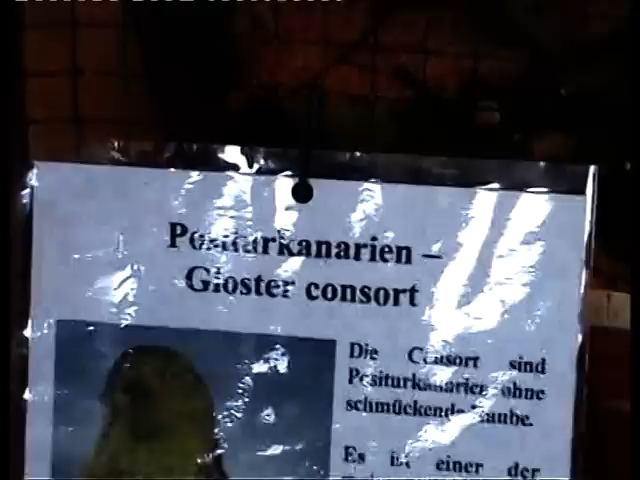 Positurkanarien –
Gloster consort
Die Consort sind
Positurkanarien ohne
schmückende Haube.
Es ist einer der